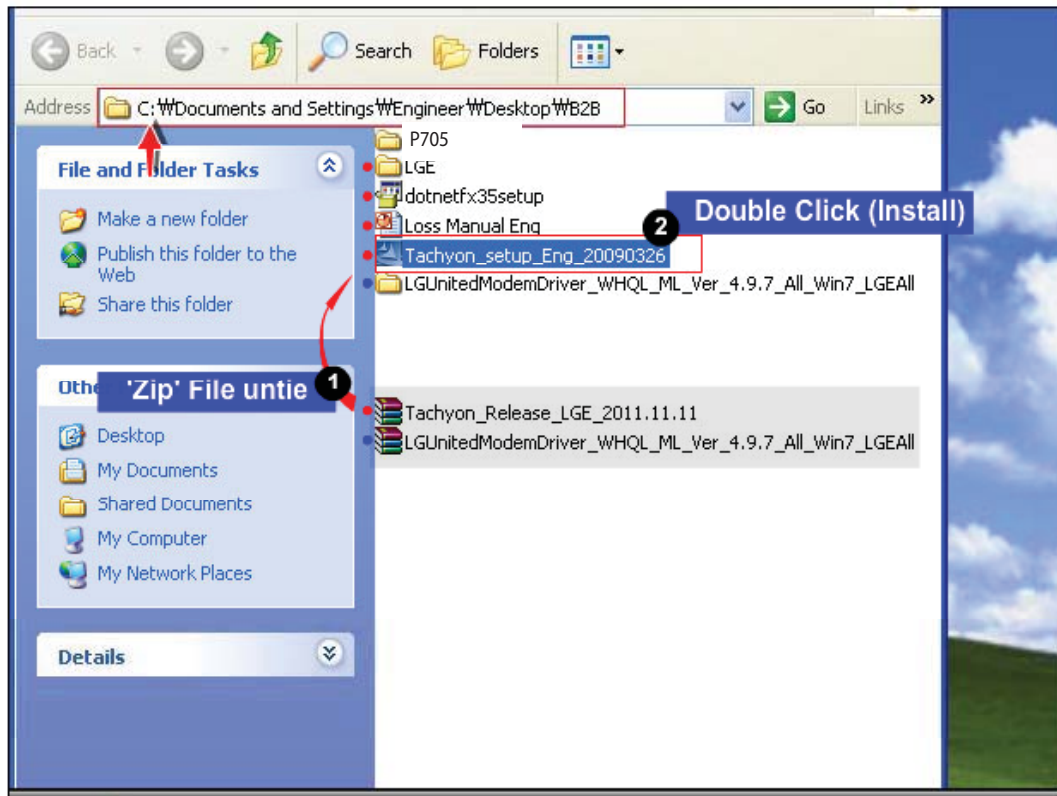 Back
Search
Folders
Address
C:₩Documents and Settings₩Engineer₩Desktop₩B2B
Go
Links »
File and Folder Tasks
Make a new folder
Publish this folder to the
Web
Share this folder
P705
LGE
dotnetfx35setup
Loss Manual Eng
Tachyon_setup_Eng_20090326
LGUnitedModemDriver_WHQL_ML_Ver_4.9.7_All_Win7_LGEAll
2
Double Click (Install)
Othe
'Zip' File untie
1
Tachyon_Release_LGE_2011.11.11
LGUnitedModemDriver_WHQL_ML_Ver_4.9.7_All_Win7_LGEAll
Desktop
My Documents
Shared Documents
My Computer
My Network Places
Details